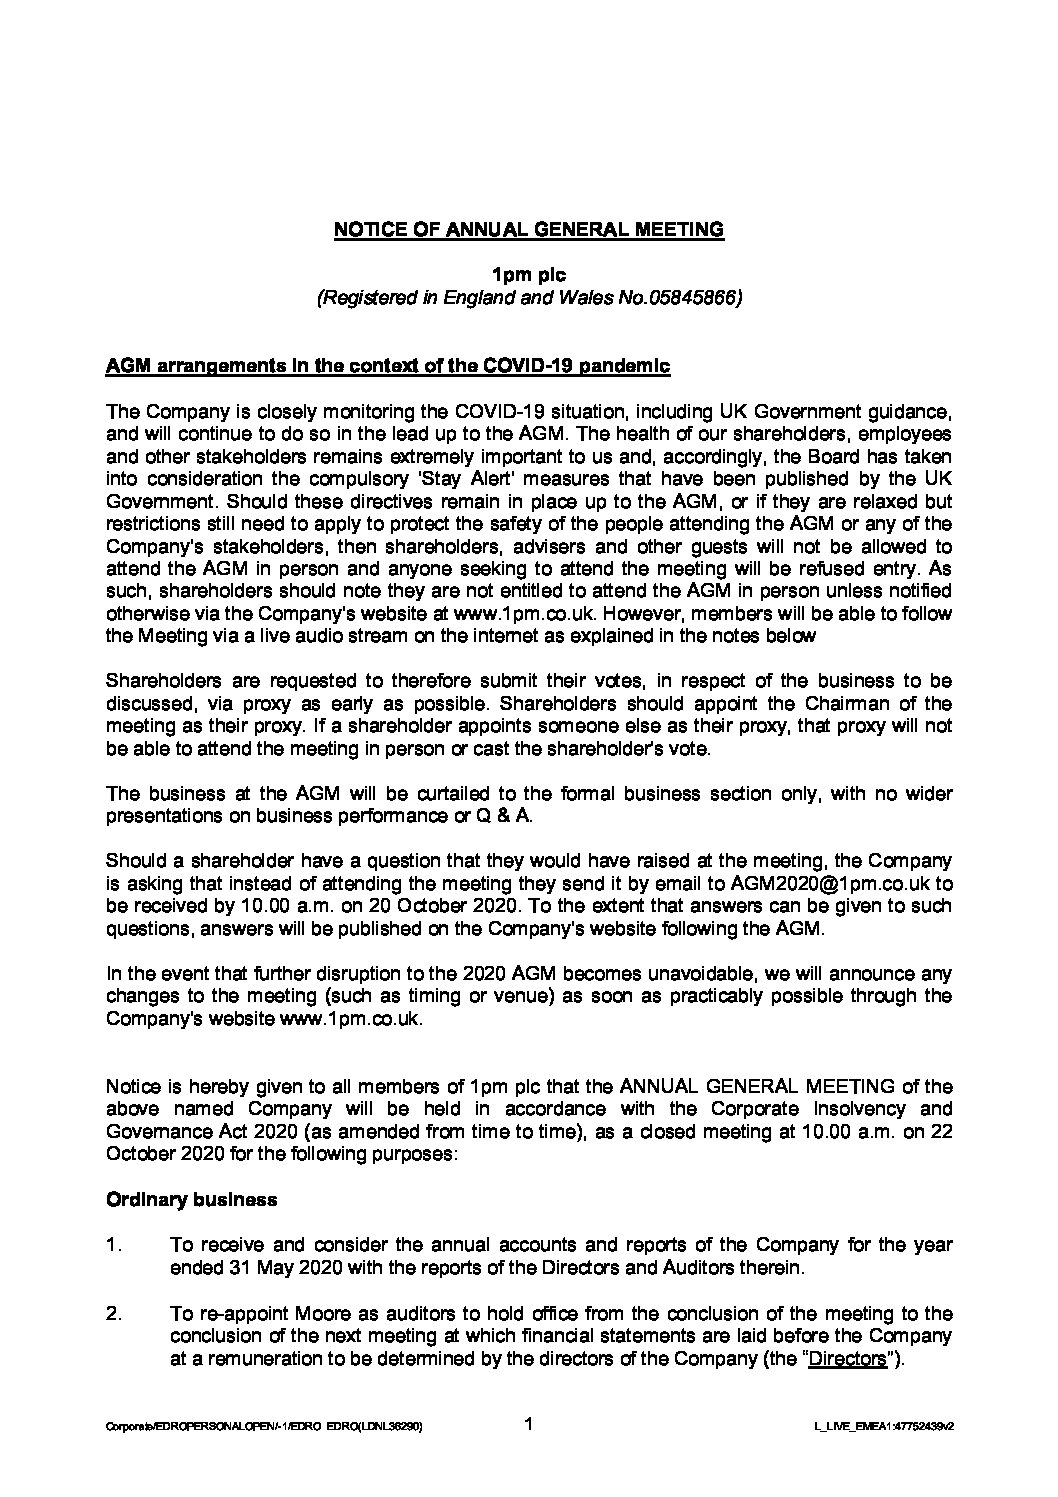 NOTICE OF ANNUAL GENERAL MEETING
1pm plc
(Registered in England and Wales No.05845866)
AGM arrangements in the context of the COVID-19 pandemic
The Company is closely monitoring the COVID-19 situation, including UK Government guidance,
and will continue to do so in the lead up to the AGM. The health of our shareholders, employees
and other stakeholders remains extremely important to us and, accordingly, the Board has taken
into consideration the compulsory 'Stay Alert' measures that have been published by the UK
Government. Should these directives remain in place up to the AGM, or if they are relaxed but
restrictions still need to apply to protect the safety of the people attending the AGM or any of the
Company's stakeholders, then shareholders, advisers and other guests will not be allowed to
attend the AGM in person and anyone seeking to attend the meeting will be refused entry. As
such, shareholders should note they are not entitled to attend the AGM in person unless notified
otherwise via the Company's website at www.1pm.co.uk. However, members will be able to follow
the Meeting via a live audio stream on the internet as explained in the notes below
Shareholders are requested to therefore submit their votes, in respect of the business to be
discussed, via proxy as early as possible. Shareholders should appoint the Chairman of the
meeting as their proxy. If a shareholder appoints someone else as their proxy, that proxy will not
be able to attend the meeting in person or cast the shareholder's vote.
The business at the AGM will be curtailed to the formal business section only, with no wider
presentations on business performance or Q & A.
Should a shareholder have a question that they would have raised at the meeting, the Company
is asking that instead of attending the meeting they send it by email to AGM2020@1pm.co.uk to
be received by 10.00 a.m. on 20 October 2020. To the extent that answers can be given to such
questions, answers will be published on the Company's website following the AGM.
In the event that further disruption to the 2020 AGM becomes unavoidable, we will announce any
changes to the meeting (such as timing or venue) as soon as practicably possible through the
Company's website www.1pm.co.uk.
Notice is hereby given to all members of 1pm plc that the ANNUAL GENERAL MEETING of the
above named Company will be held in accordance with the Corporate Insolvency and
Governance Act 2020 (as amended from time to time), as a closed meeting at 10.00 a.m. on 22
October 2020 for the following purposes:
Ordinary business
1. To receive and consider the annual accounts and reports of the Company for the year
ended 31 May 2020 with the reports of the Directors and Auditors therein.
2. To re-appoint Moore as auditors to hold office from the conclusion of the meeting to the
conclusion of the next meeting at which financial statements are laid before the Company
at a remuneration to be determined by the directors of the Company (the "Directors").
Corporate/EDROPERSONALOPEN/-1/EDRO EDRO(LDNL36290) 1 L_LIVE_EMEA1:47752439v2